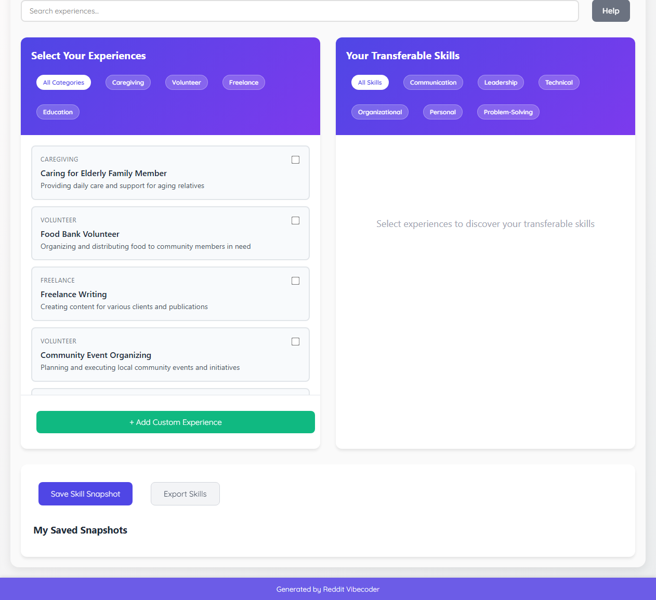 Search experiences...
Help
Select Your Experiences
All Categories
Caregiving
Volunteer
Freelance
Education
CAREGIVING
Caring for Elderly Family Member
Providing daily care and support for aging relatives
VOLUNTEER
Food Bank Volunteer
Organizing and distributing food to community members in need
FREELANCE
Freelance Writing
Creating content for various clients and publications
VOLUNTEER
Community Event Organizing
Planning and executing local community events and initiatives
+ Add Custom Experience
Your Transferable Skills
All Skills
Communication
Leadership
Technical
Organizational
Personal
Problem-Solving
Select experiences to discover your transferable skills
Save Skill Snapshot
Export Skills
My Saved Snapshots
Generated by Reddit Vibecoder